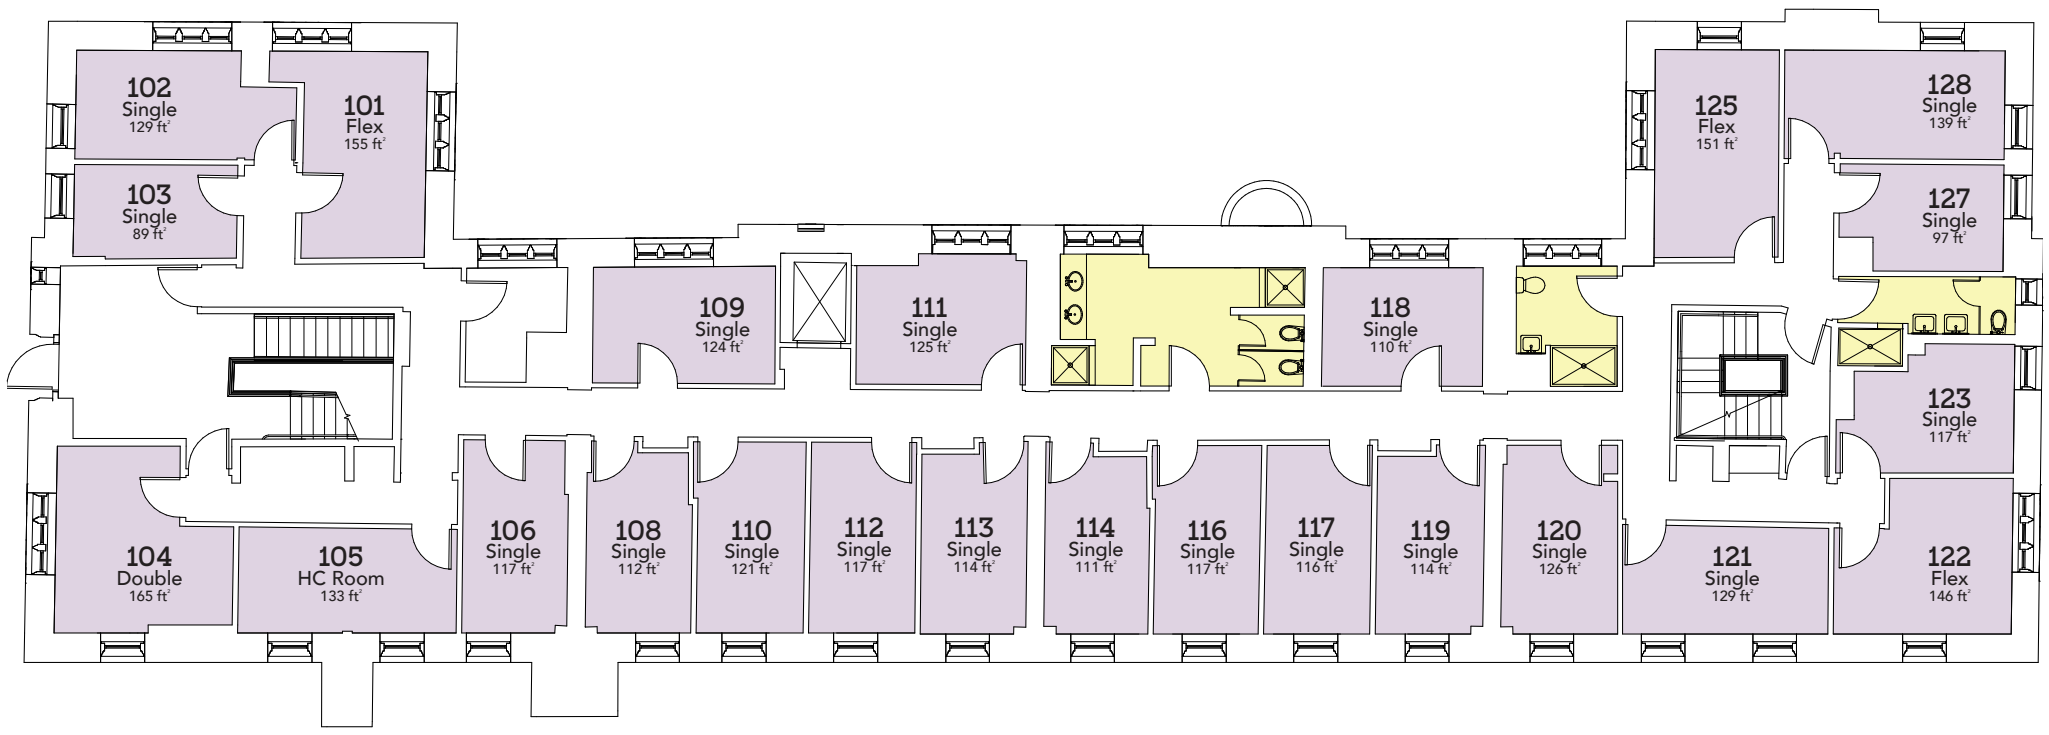 102
Single
129 ft²
101
Flex
155 ft²
103
Single
89 ft²
125
Flex
151 ft²
128
Single
139 ft²
127
Single
97 ft²
109
Single
124 ft²
111
Single
125 ft²
118
Single
110 ft²
123
Single
117 ft²
104
Double
165 ft²
105
HC Room
133 ft²
106
Single
117 ft²
108
Single
112 ft²
110
Single
121 ft²
112
Single
117 ft²
113
Single
114 ft²
114
Single
111 ft²
116
Single
117 ft²
117
Single
116 ft²
119
Single
114 ft²
120
Single
126 ft²
121
Single
129 ft²
122
Flex
146 ft²